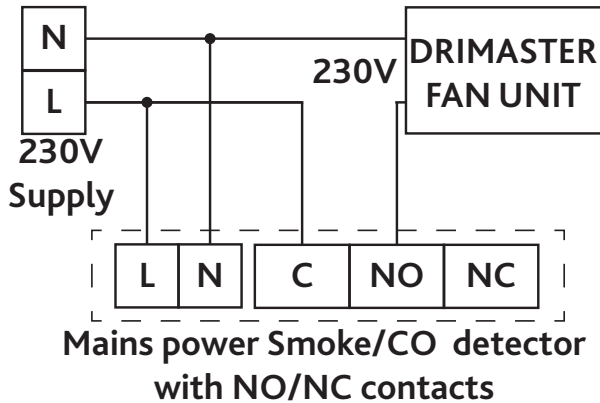 N
DRIMASTER
FAN UNIT
230V
L
230V
Supply
L N C NO NC
Mains power Smoke/CO detector
with NO/NC contacts